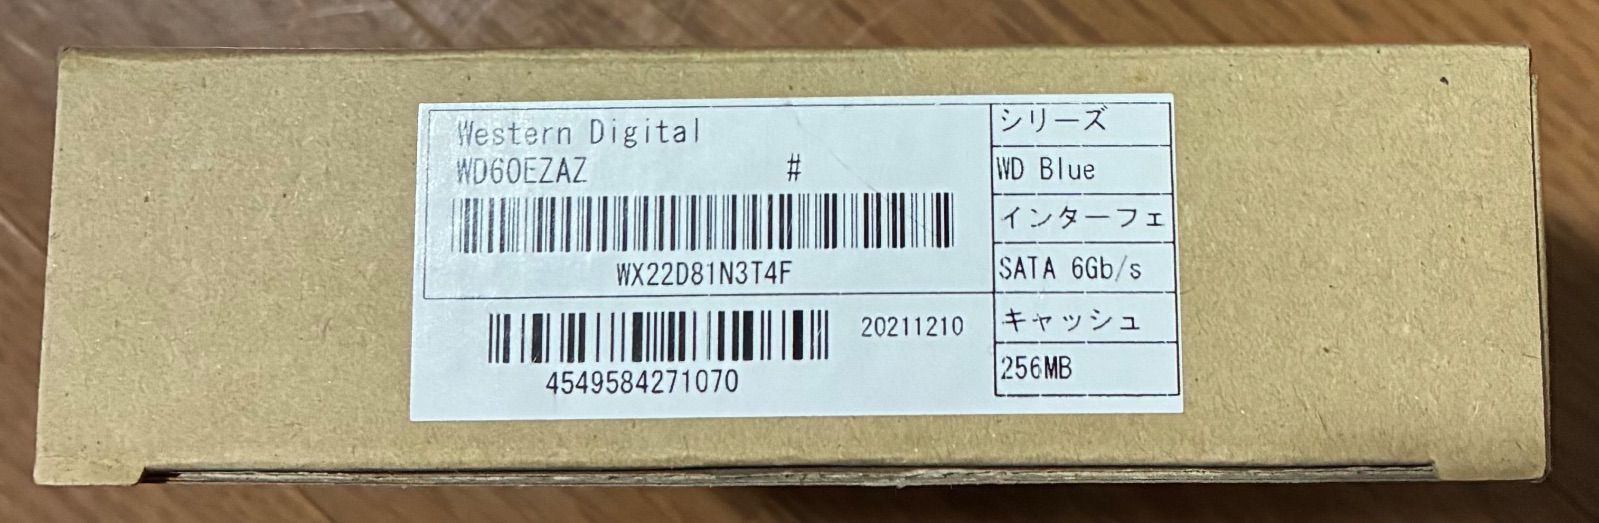 Western Digital
WD60EZAZ #
WX22D81N3T4F
4549584271070
20211210
シリーズ
WD Blue
インターフェ
SATA 6Gb/s
キャッシュ
256MB